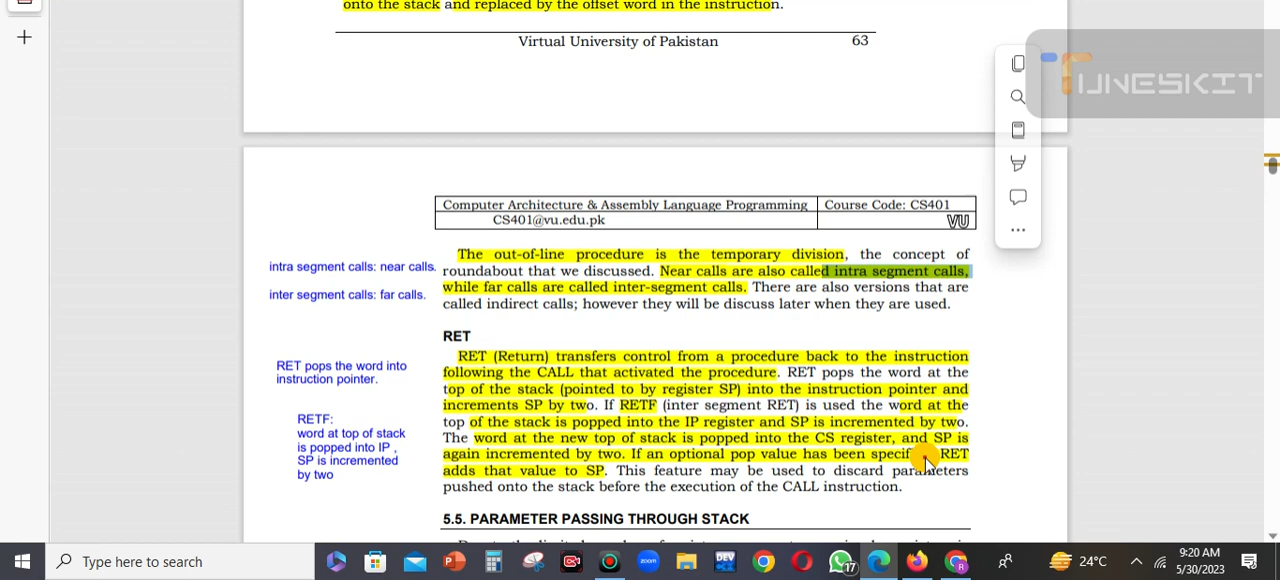 onto the stack and replaced by the offset word in the instruction.
Virtual University of Pakistan 63
TUNESKIT
Computer Architecture & Assembly Language Programming Course Code: CS401
CS401@vu.edu.pk VU
The out-of-line procedure is the temporary division, the concept of
roundabout that we discussed. Near calls are also called intra segment calls,
while far calls are called inter-segment calls. There are also versions that are
called indirect calls; however they will be discuss later when they are used.
intra segment calls: near calls.
inter segment calls: far calls.
RET
RET (Return) transfers control from a procedure back to the instruction
following the CALL that activated the procedure. RET pops the word at the
top of the stack (pointed to by register SP) into the instruction pointer and
increments SP by two. If RETF (inter segment RET) is used the word at the
top of the stack is popped into the IP register and SP is incremented by two.
The word at the new top of stack is popped into the CS register, and SP is
again incremented by two. If an optional pop value has been RET
adds that value to SP. This feature may be used to discard parameters
pushed onto the stack before the execution of the CALL instruction.
RET pops the word into
instruction pointer.
RETF:
word at top of stack
is popped into IP ,
SP is incremented
by two
5.5. PARAMETER PASSING THROUGH STACK
Type here to search
zoom
DEV
17
24°C
9:20 AM
5/30/2023